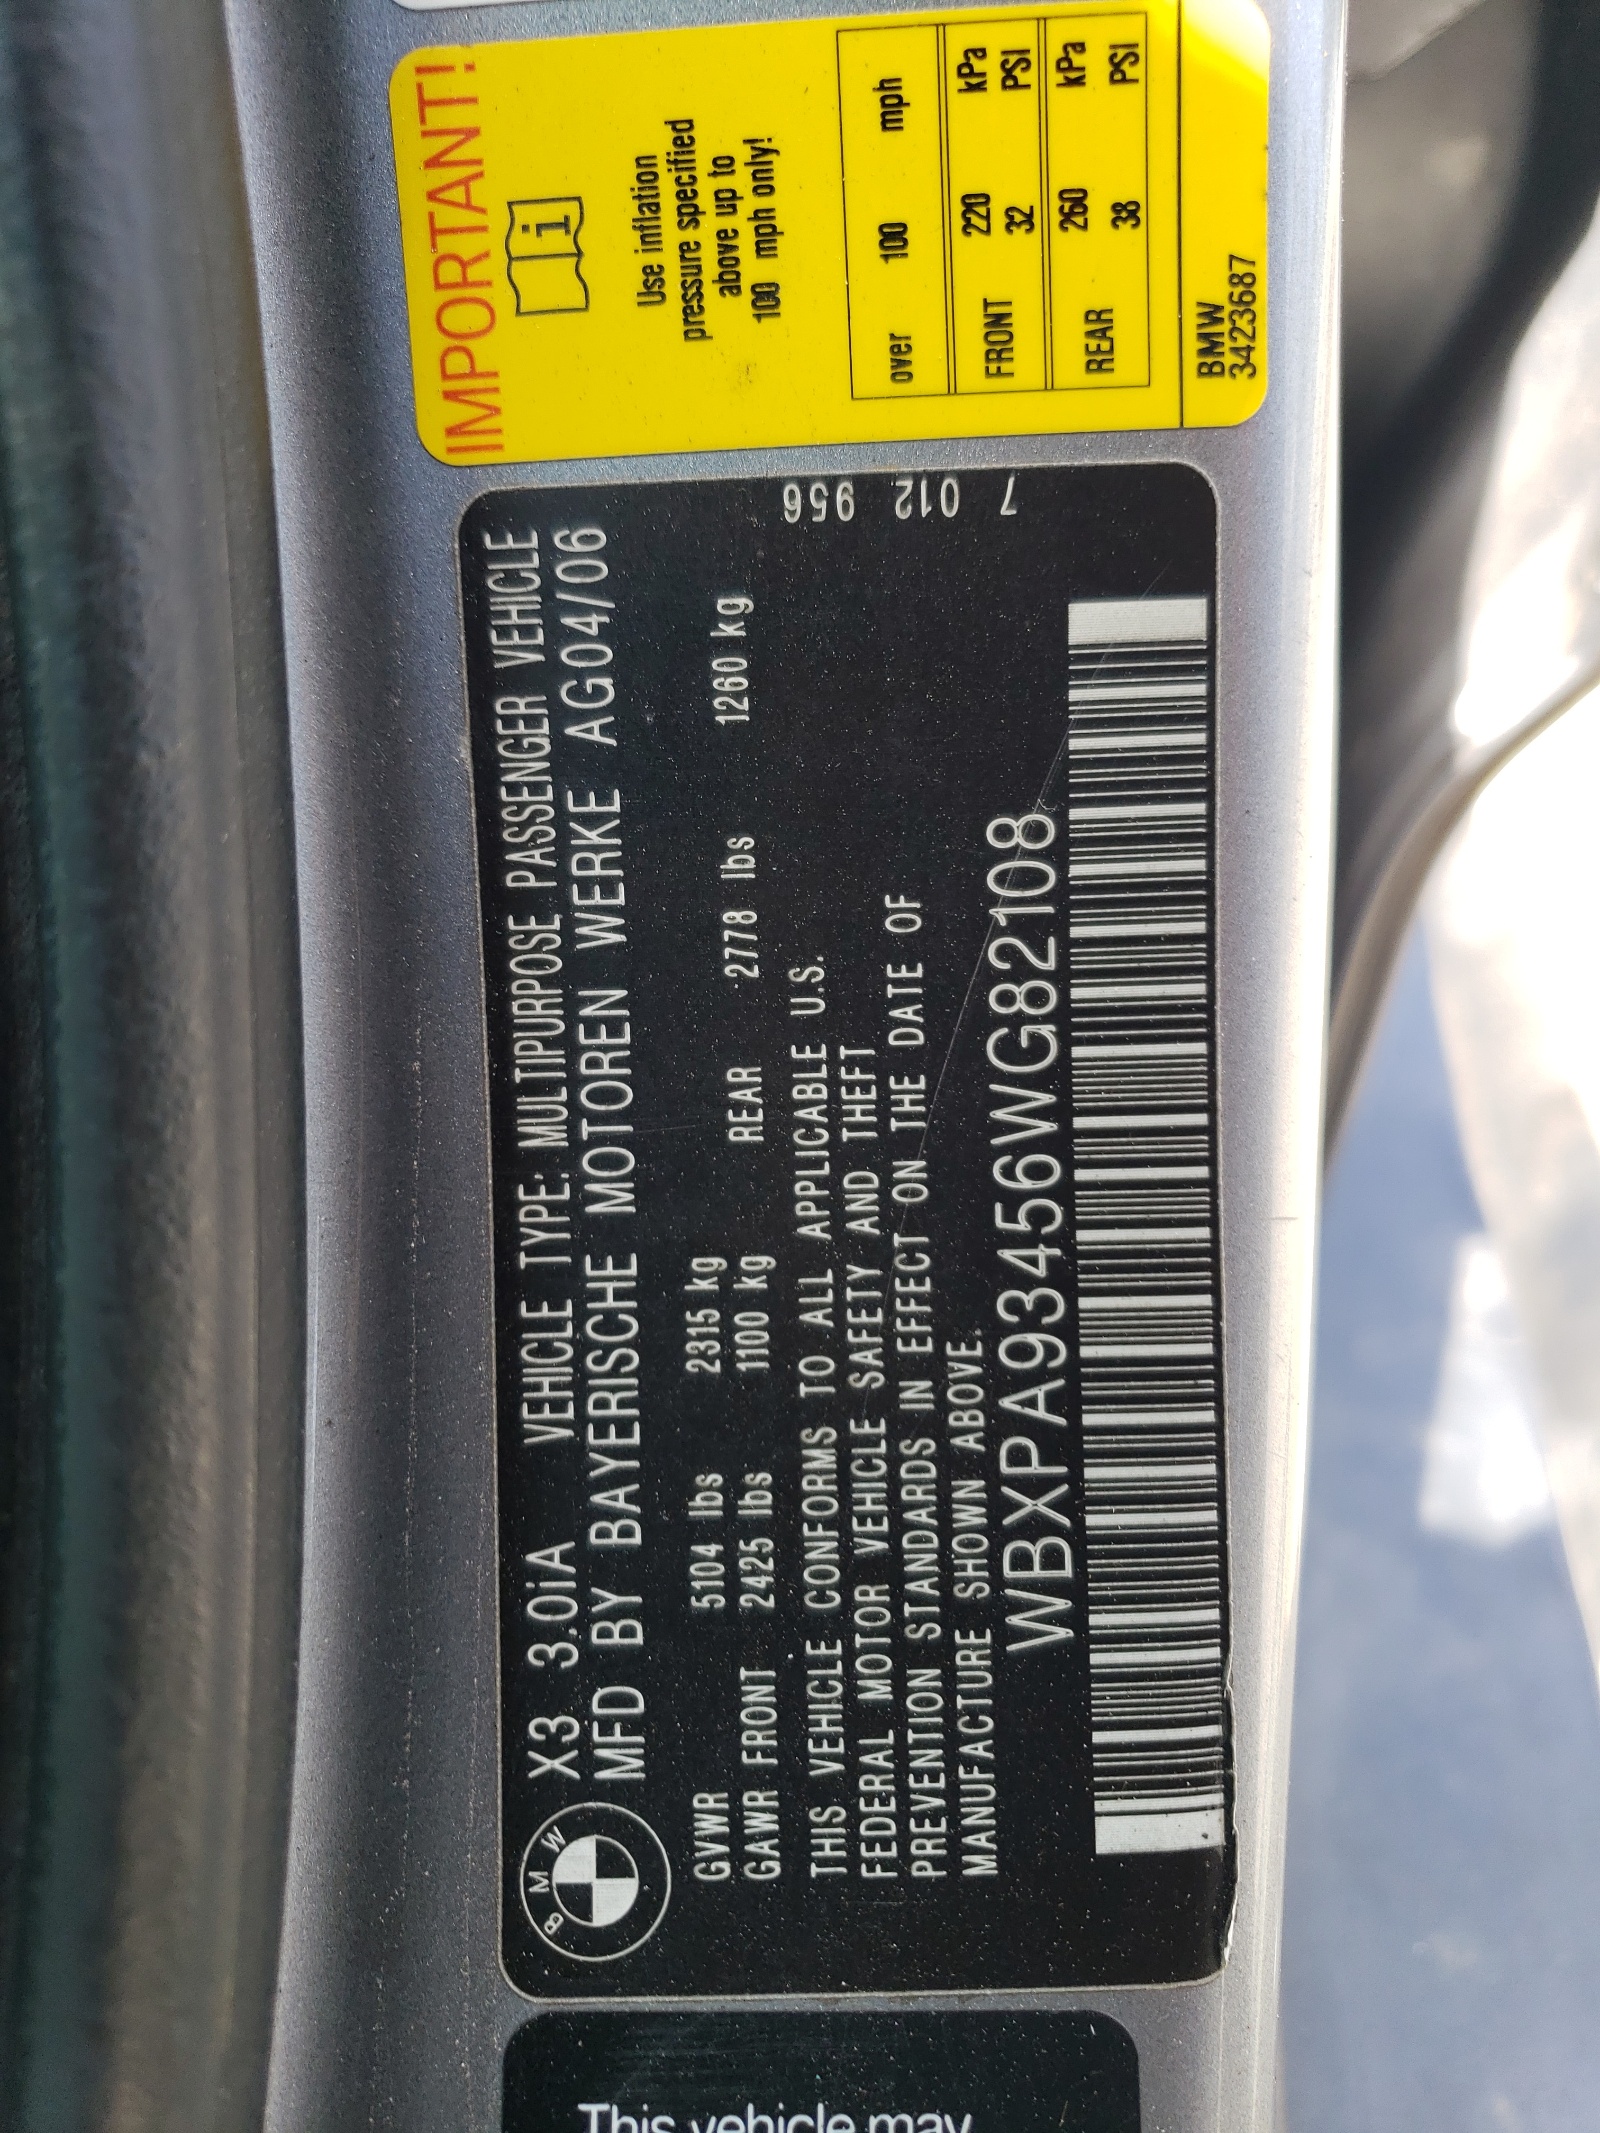 B M W
X3 3.0iA VEHICLE TYPE: MULTIPURPOSE PASSENGER VEHICLE
MFD BY BAYERISCHE MOTOREN WERKE AG04/06
GVWR 5104 lbs 2315 kg
GAWR FRONT 2425 lbs 1100 kg REAR 2778 lbs 1260 kg
THIS VEHICLE CONFORMS TO ALL APPLICABLE U.S.
FEDERAL MOTOR VEHICLE SAFETY AND THEFT
PREVENTION STANDARDS IN EFFECT ON THE DATE OF
MANUFACTURE SHOWN ABOVE.
WBXPA93456WG82108
7 012 956
IMPORTANT!
i
Use inflation
pressure specified
above up to
100 mph only!
over 100 mph
FRONT 220 kPa
32 PSI
REAR 260 kPa
38 PSI
BMW
3423687
This vehicle may